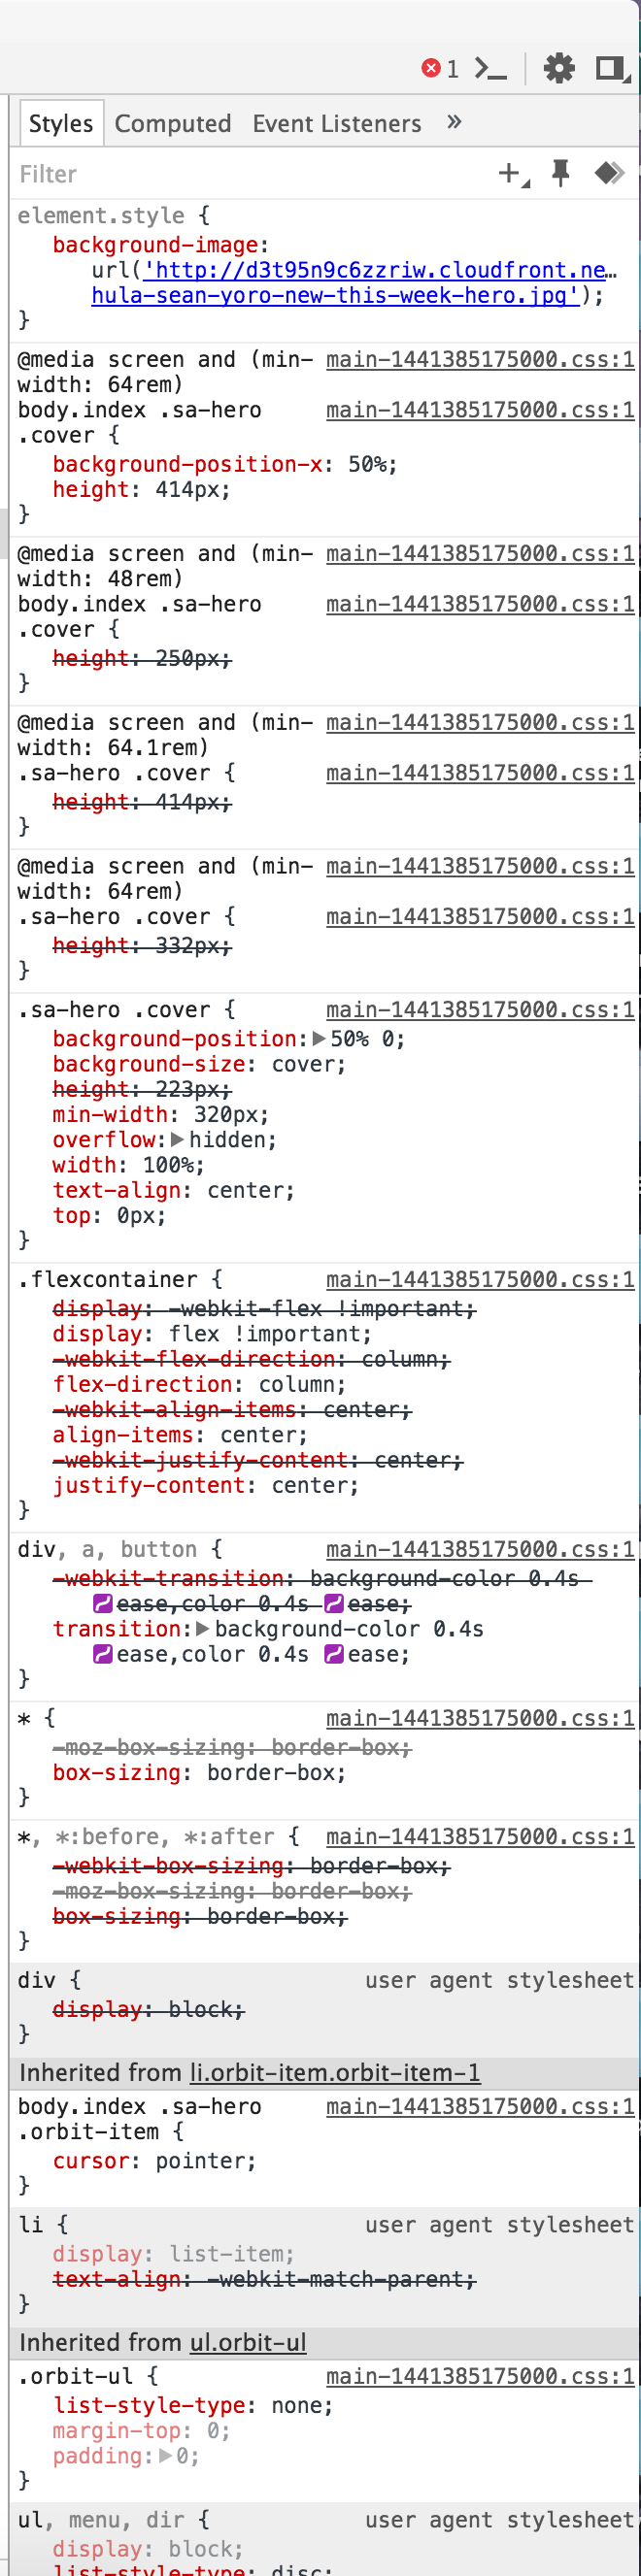 1
Styles Computed Event Listeners »
Filter
element.style {
background-image:
url('http://d3t95n9c6zzriw.cloudfront.ne…
hula-sean-yoro-new-this-week-hero.jpg');
}
@media screen and (min- main-1441385175000.css:1
width: 64rem)
body.index .sa-hero main-1441385175000.css:1
.cover {
background-position-x: 50%;
height: 414px;
}
@media screen and (min- main-1441385175000.css:1
width: 48rem)
body.index .sa-hero main-1441385175000.css:1
.cover {
height: 250px;
}
@media screen and (min- main-1441385175000.css:1
width: 64.1rem)
.sa-hero .cover { main-1441385175000.css:1
height: 414px;
}
@media screen and (min- main-1441385175000.css:1
width: 64rem)
.sa-hero .cover { main-1441385175000.css:1
height: 332px;
}
.sa-hero .cover { main-1441385175000.css:1
background-position: 50% 0;
background-size: cover;
height: 223px;
min-width: 320px;
overflow: hidden;
width: 100%;
text-align: center;
top: 0px;
}
.flexcontainer { main-1441385175000.css:1
display: -webkit-flex !important;
display: flex !important;
-webkit-flex-direction: column;
flex-direction: column;
-webkit-align-items: center;
align-items: center;
-webkit-justify-content: center;
justify-content: center;
}
div, a, button { main-1441385175000.css:1
-webkit-transition: background-color 0.4s
ease,color 0.4s ease;
transition: background-color 0.4s
ease,color 0.4s ease;
}
* { main-1441385175000.css:1
-moz-box-sizing: border-box;
box-sizing: border-box;
}
*, *:before, *:after { main-1441385175000.css:1
-webkit-box-sizing: border-box;
-moz-box-sizing: border-box;
box-sizing: border-box;
}
div { user agent stylesheet
display: block;
}
Inherited from li.orbit-item.orbit-item-1
body.index .sa-hero main-1441385175000.css:1
.orbit-item {
cursor: pointer;
}
li { user agent stylesheet
display: list-item;
text-align: -webkit-match-parent;
}
Inherited from ul.orbit-ul
.orbit-ul { main-1441385175000.css:1
list-style-type: none;
margin-top: 0;
padding: 0;
}
ul, menu, dir { user agent stylesheet
display: block;
list-style-type: disc;